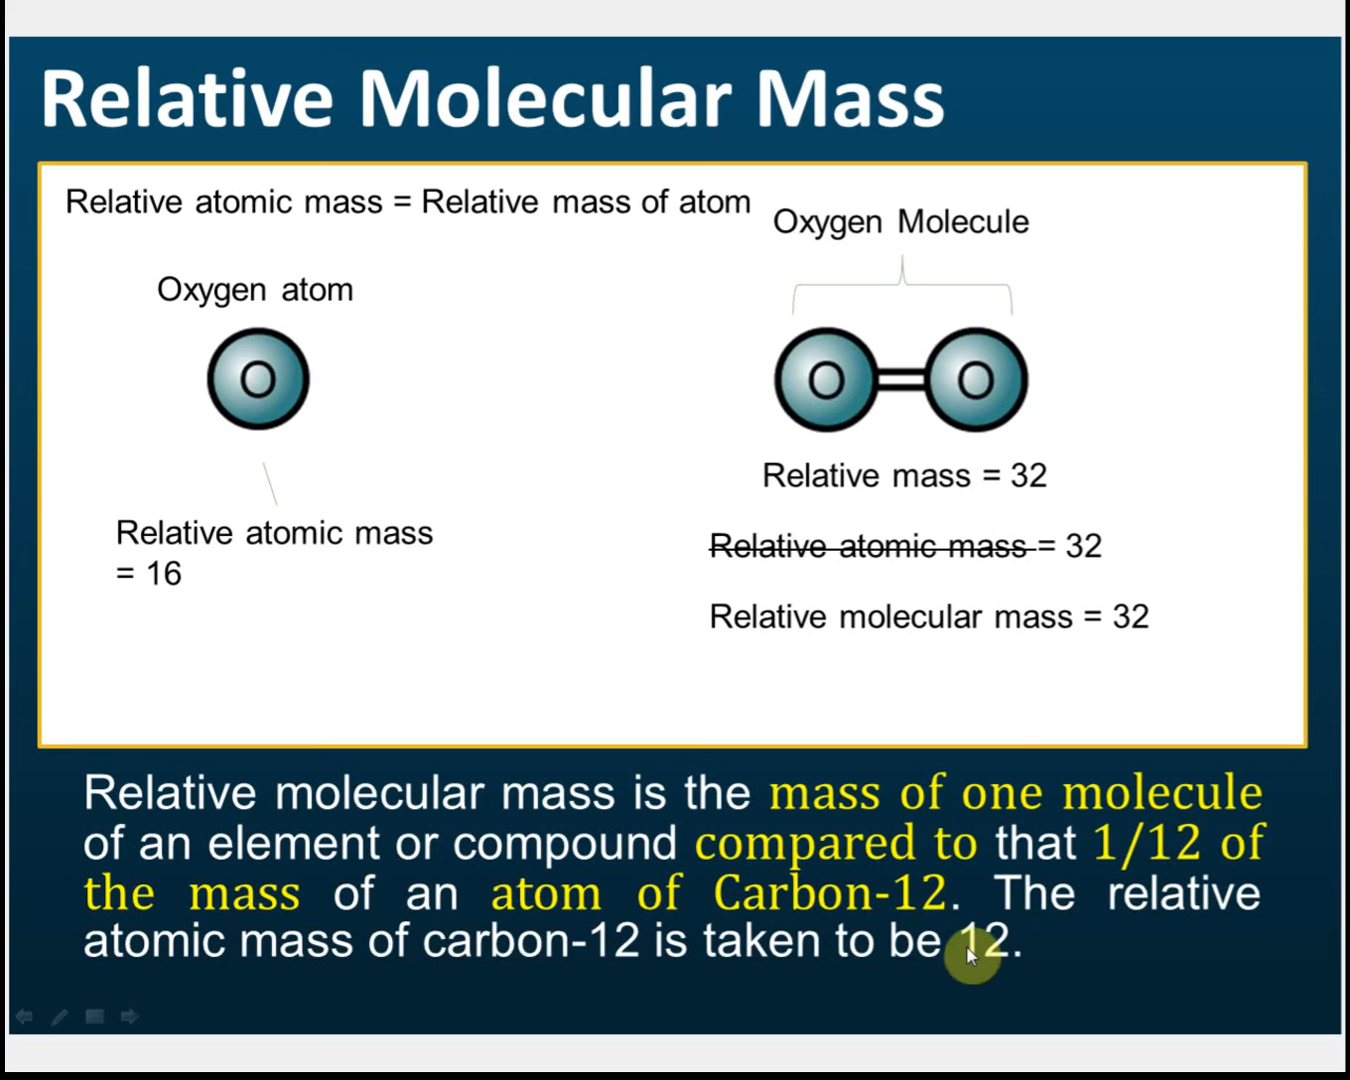 Relative Molecular Mass
Relative atomic mass = Relative mass of atom
Oxygen Molecule
Oxygen atom
O
O
O
Relative mass = 32
Relative atomic mass
= 16
Relative atomic mass = 32
Relative molecular mass = 32
Relative molecular mass is the mass of one molecule
of an element or compound compared to that 1/12 of
the mass of an atom of Carbon-12. The relative
atomic mass of carbon-12 is taken to be 12.